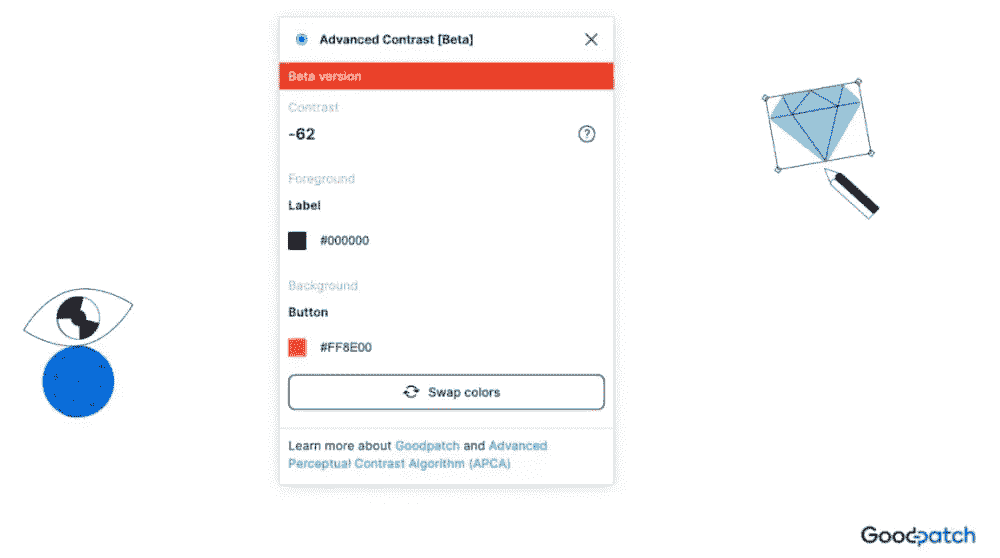 Advanced Contrast [Beta]
Beta version
Contrast
-62
?
Foreground
Label
#000000
Background
Button
#FF8E00
Swap colors
Learn more about Goodpatch and Advanced
Perceptual Contrast Algorithm (APCA)
Goodpatch